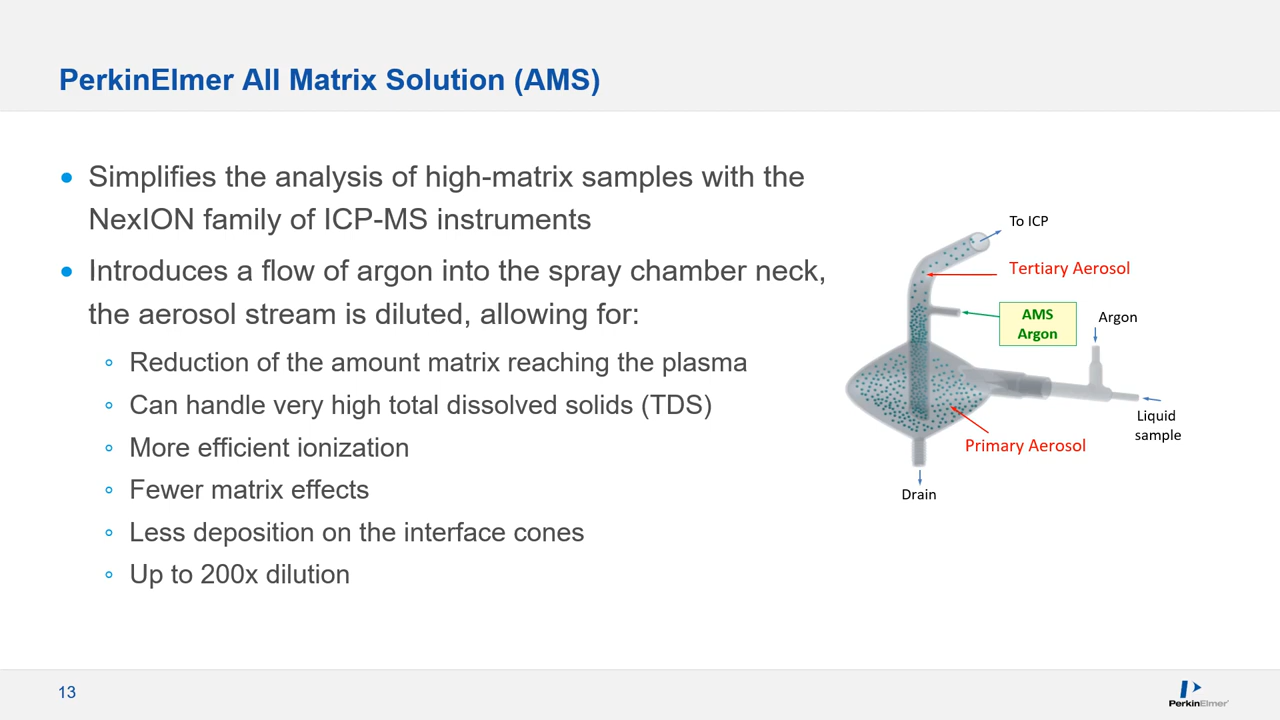 PerkinElmer All Matrix Solution (AMS)
• Simplifies the analysis of high-matrix samples with the
NexION family of ICP-MS instruments
• Introduces a flow of argon into the spray chamber neck,
the aerosol stream is diluted, allowing for:
◦ Reduction of the amount matrix reaching the plasma
◦ Can handle very high total dissolved solids (TDS)
◦ More efficient ionization
◦ Fewer matrix effects
◦ Less deposition on the interface cones
◦ Up to 200x dilution
To ICP
Tertiary Aerosol
AMS
Argon
Argon
Liquid
sample
Primary Aerosol
Drain
13
PerkinElmer